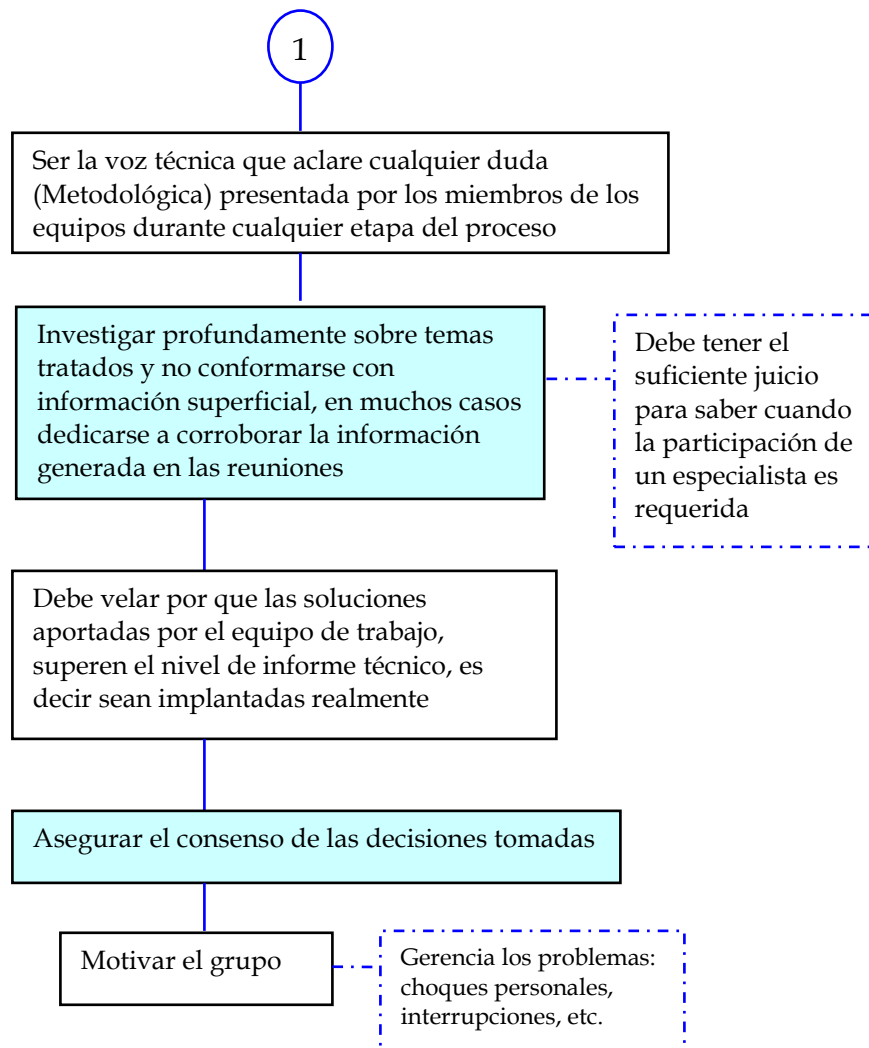 1
Ser la voz técnica que aclare cualquier duda
(Metodológica) presentada por los miembros de los
equipos durante cualquier etapa del proceso
Investigar profundamente sobre temas
tratados y no conformarse con
información superficial, en muchos casos
dedicarse a corroborar la información
generada en las reuniones
Debe tener el
suficiente juicio
para saber cuando
la participación de
un especialista es
requerida
Debe velar por que las soluciones
aportadas por el equipo de trabajo,
superen el nivel de informe técnico, es
decir sean implantadas realmente
Asegurar el consenso de las decisiones tomadas
Motivar el grupo
Gerencia los problemas:
choques personales,
interrupciones, etc.